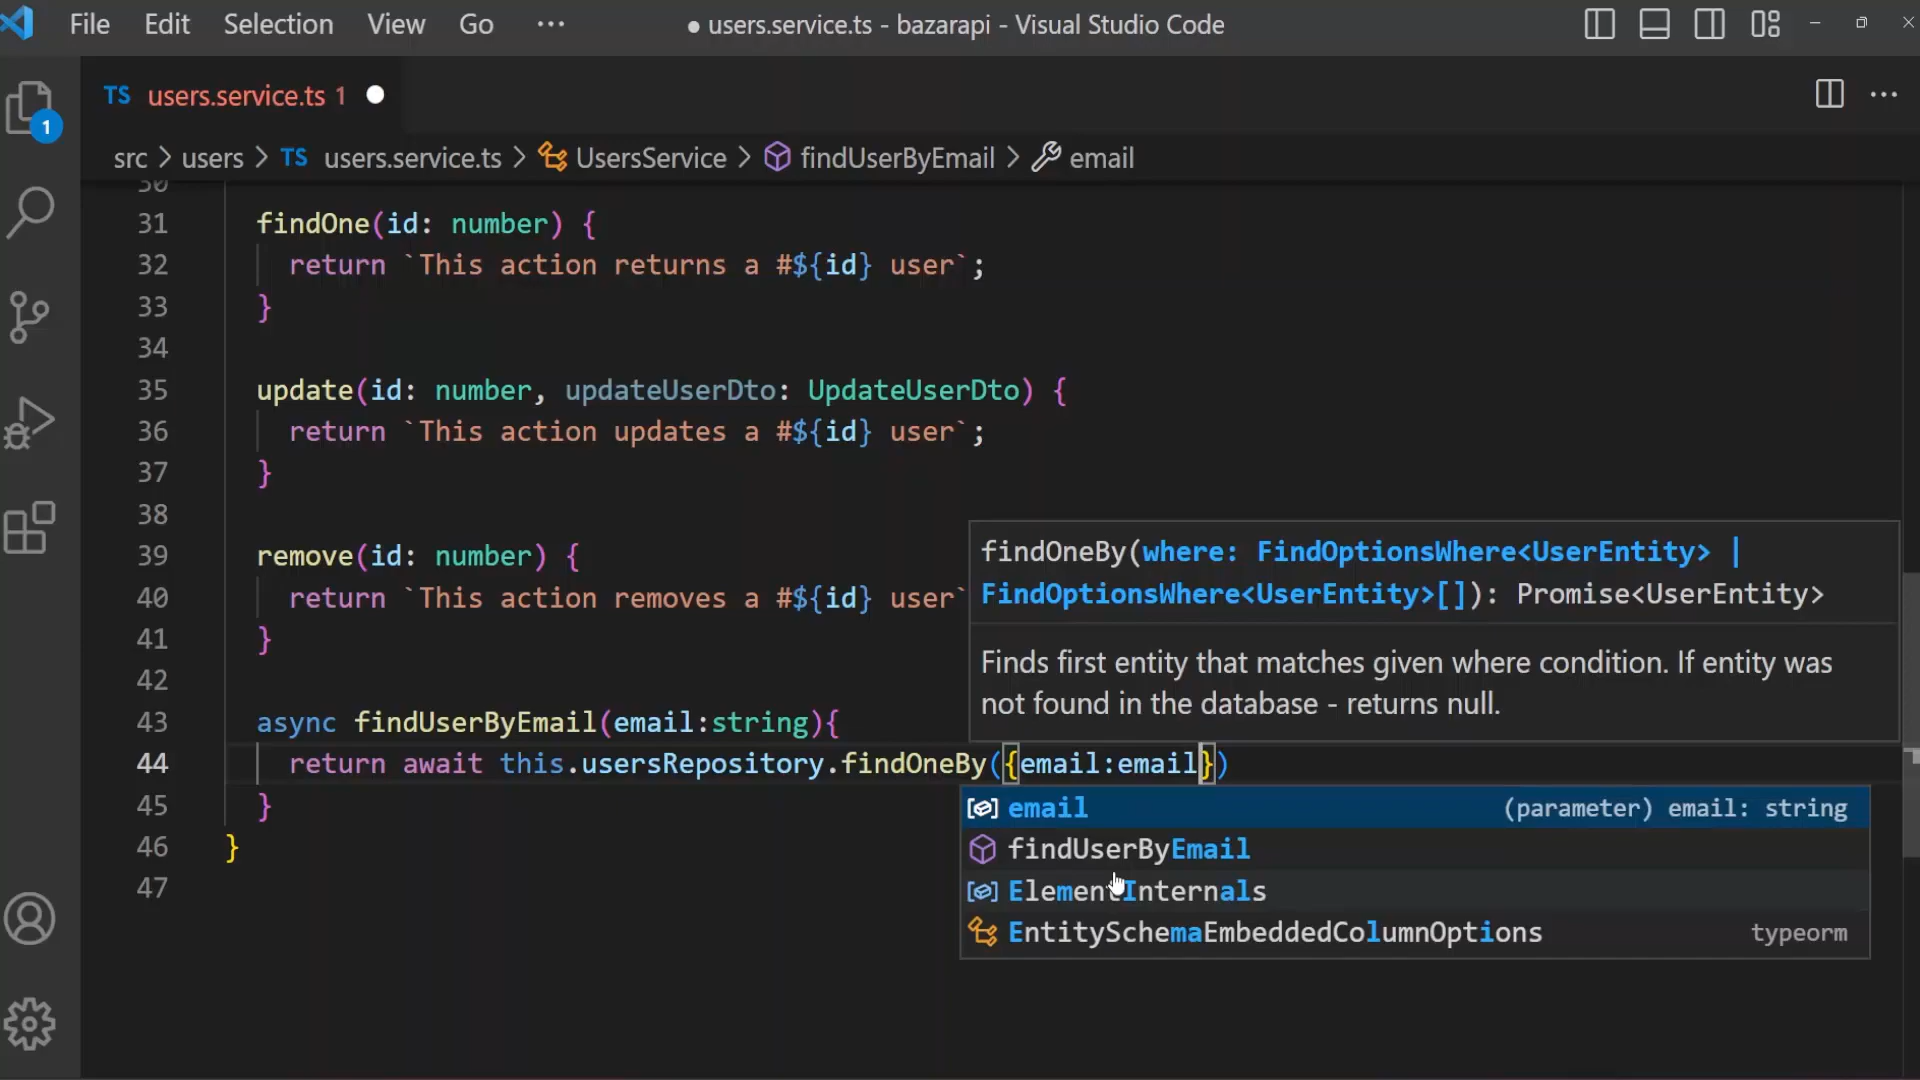 File Edit Selection View Go ··· ● users.service.ts - bazarapi - Visual Studio Code
TS users.service.ts 1 ●
src > users > TS users.service.ts > UsersService > findUserByEmail > email
1
30
31 findOne(id: number) {
32 return `This action returns a #${id} user`;
33 }
34
35 update(id: number, updateUserDto: UpdateUserDto) {
36 return `This action updates a #${id} user`;
37 }
38
39 remove(id: number) {
40 return `This action removes a #${id} user`
41 }
42
43 async findUserByEmail(email:string){
44 return await this.usersRepository.findOneBy({email:email})
45 }
46 }
47
findOneBy(where: FindOptionsWhere<UserEntity> |
FindOptionsWhere<UserEntity>[]): Promise<UserEntity>
Finds first entity that matches given where condition. If entity was
not found in the database - returns null.
email (parameter) email: string
findUserByEmail
ElementInternals
EntitySchemaEmbeddedColumnOptions typeorm